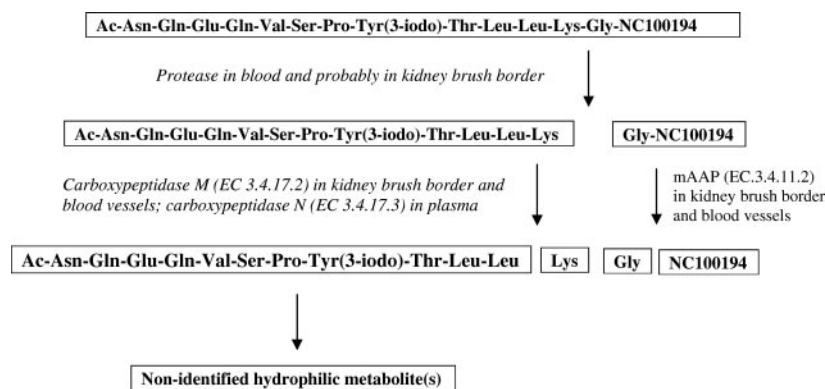 Ac-Asn-Gln-Glu-Gln-Val-Ser-Pro-Tyr(3-iodo)-Thr-Leu-Leu-Lys-Gly-NC100194
Protease in blood and probably in kidney brush border
Ac-Asn-Gln-Glu-Gln-Val-Ser-Pro-Tyr(3-iodo)-Thr-Leu-Leu-Lys
Gly-NC100194
Carboxypeptidase M (EC 3.4.17.2) in kidney brush border and
blood vessels; carboxypeptidase N (EC 3.4.17.3) in plasma
mAAP (EC.3.4.11.2)
in kidney brush border
and blood vessels
Ac-Asn-Gln-Glu-Gln-Val-Ser-Pro-Tyr(3-iodo)-Thr-Leu-Leu
Lys
Gly
NC100194
Non-identified hydrophilic metabolite(s)